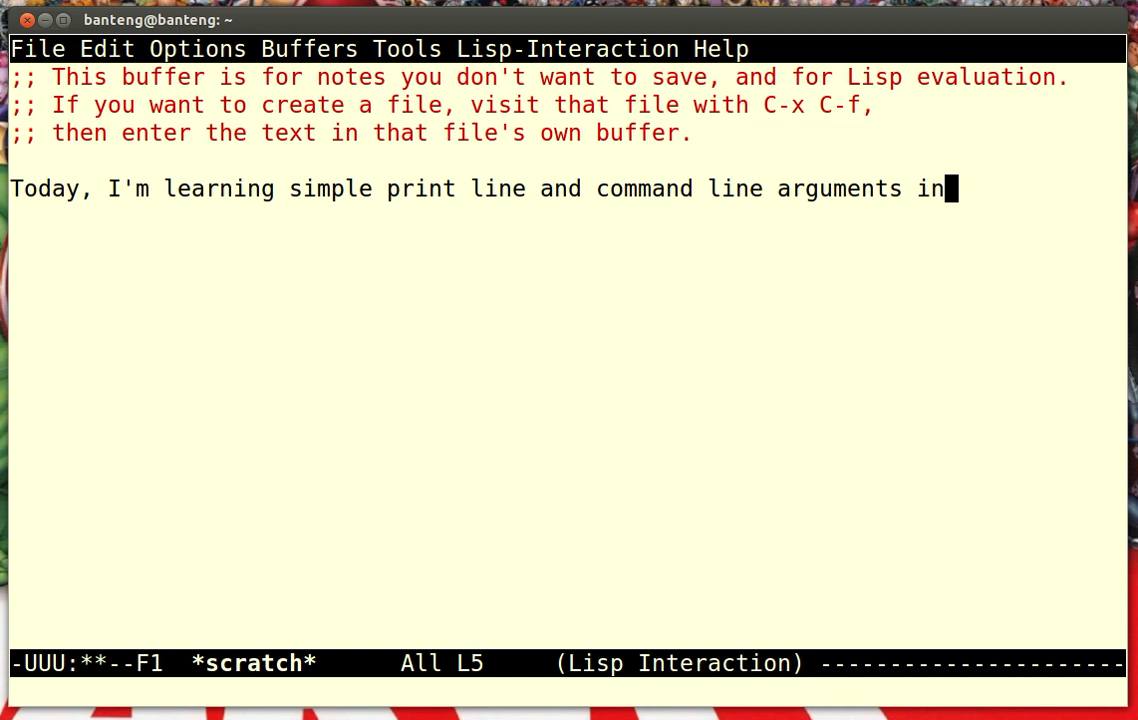 banteng@banteng: ~
File Edit Options Buffers Tools Lisp-Interaction Help
;; This buffer is for notes you don't want to save, and for Lisp evaluation.
;; If you want to create a file, visit that file with C-x C-f,
;; then enter the text in that file's own buffer.
Today, I'm learning simple print line and command line arguments in
-UUU:**--F1  *scratch*      All L5     (Lisp Interaction) ----------------------